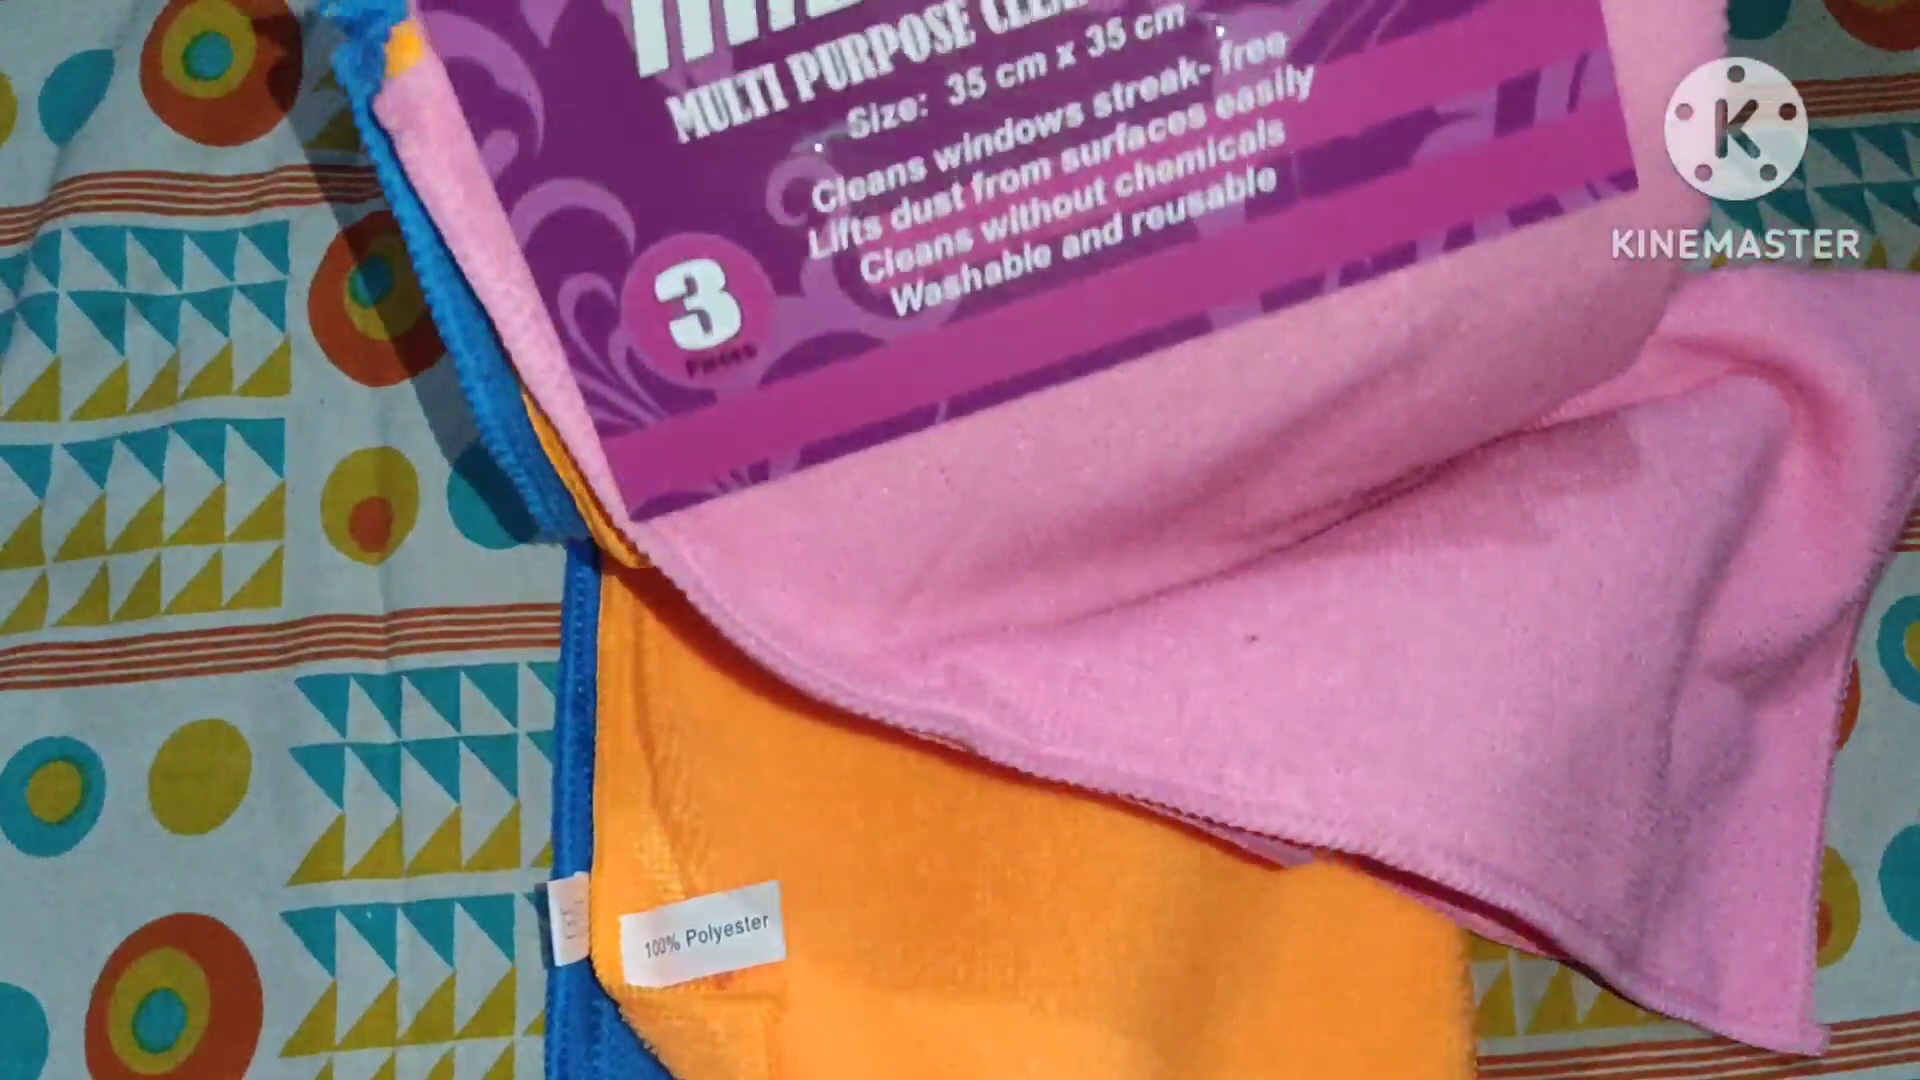 MULTI PURPOSE
Size: 35 cm x 35 cm
Cleans windows streak- free
Lifts dust from surfaces easily
Cleans without chemicals
Washable and reusable
3
Pieces
K
KINEMASTER
100% Polyester